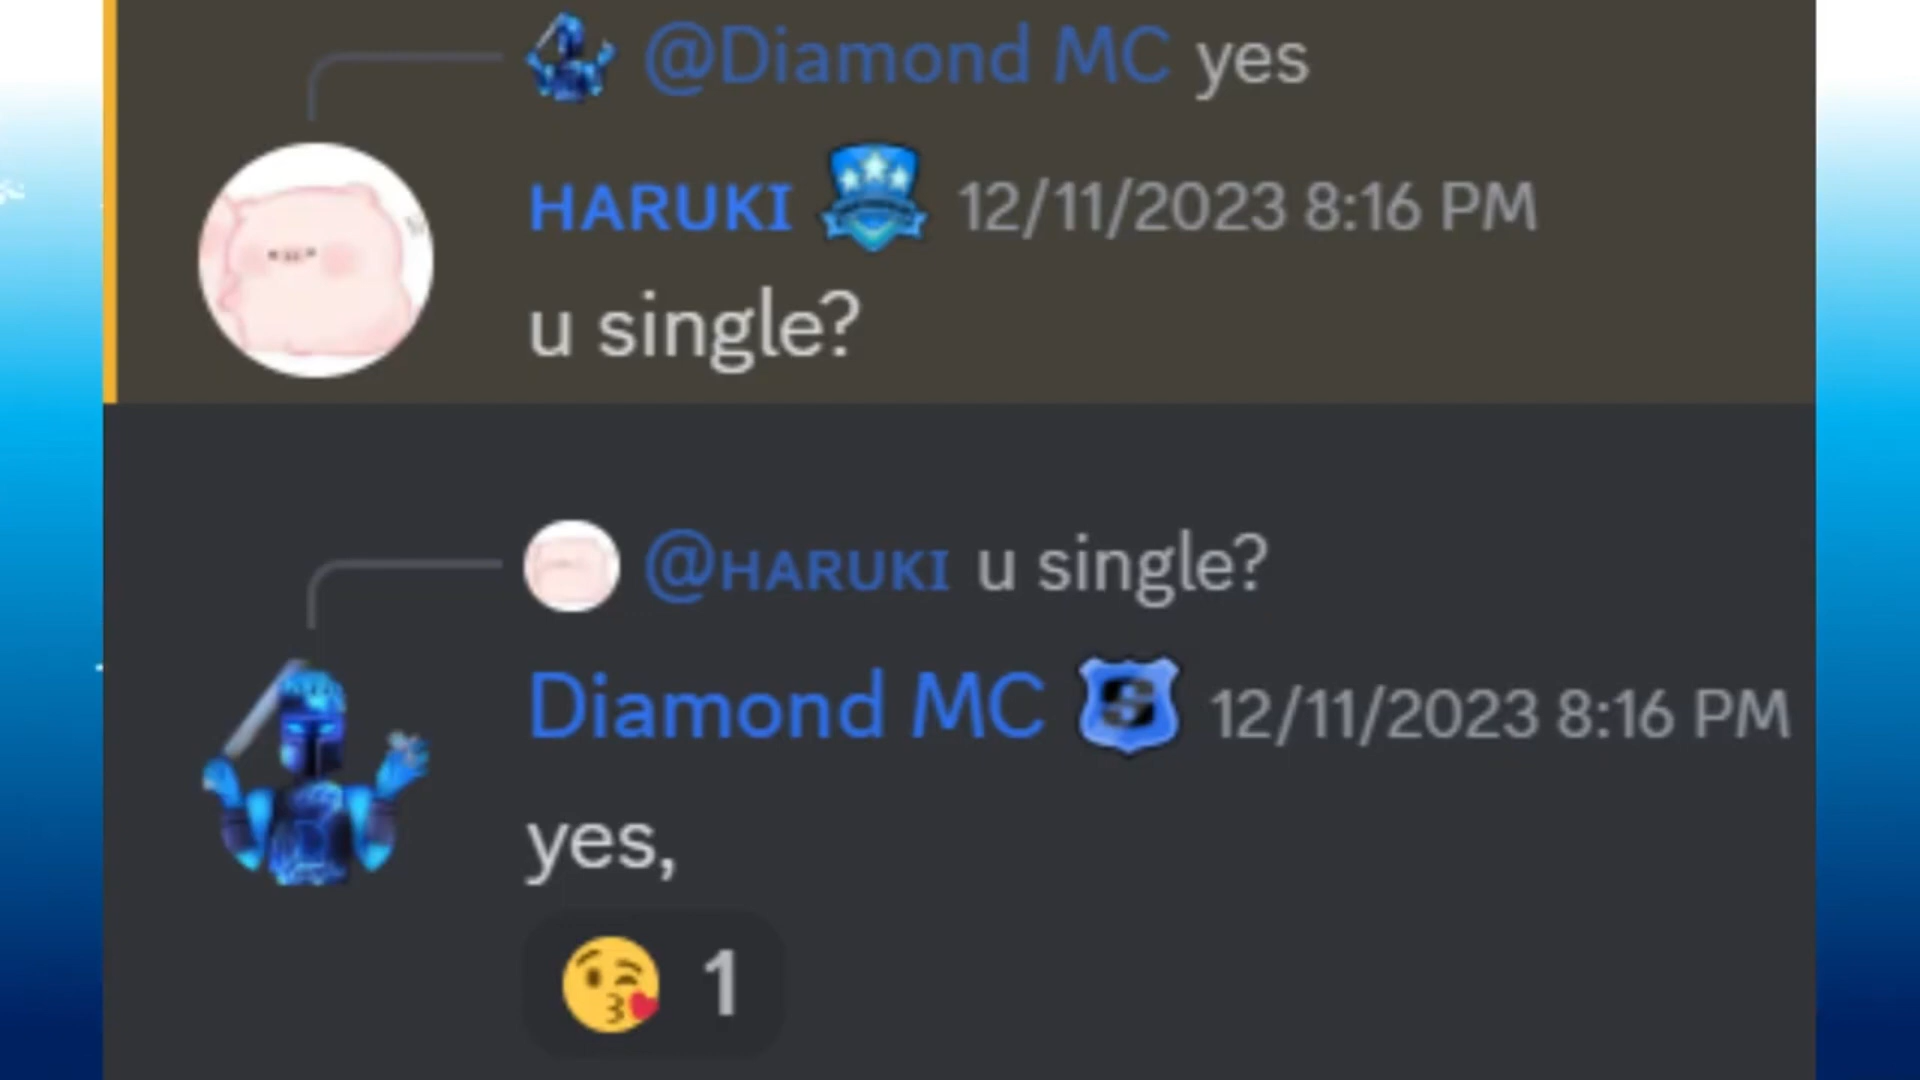 @Diamond MC yes
HARUKI 12/11/2023 8:16 PM
u single?
@HARUKI u single?
Diamond MC S 12/11/2023 8:16 PM
yes,
1